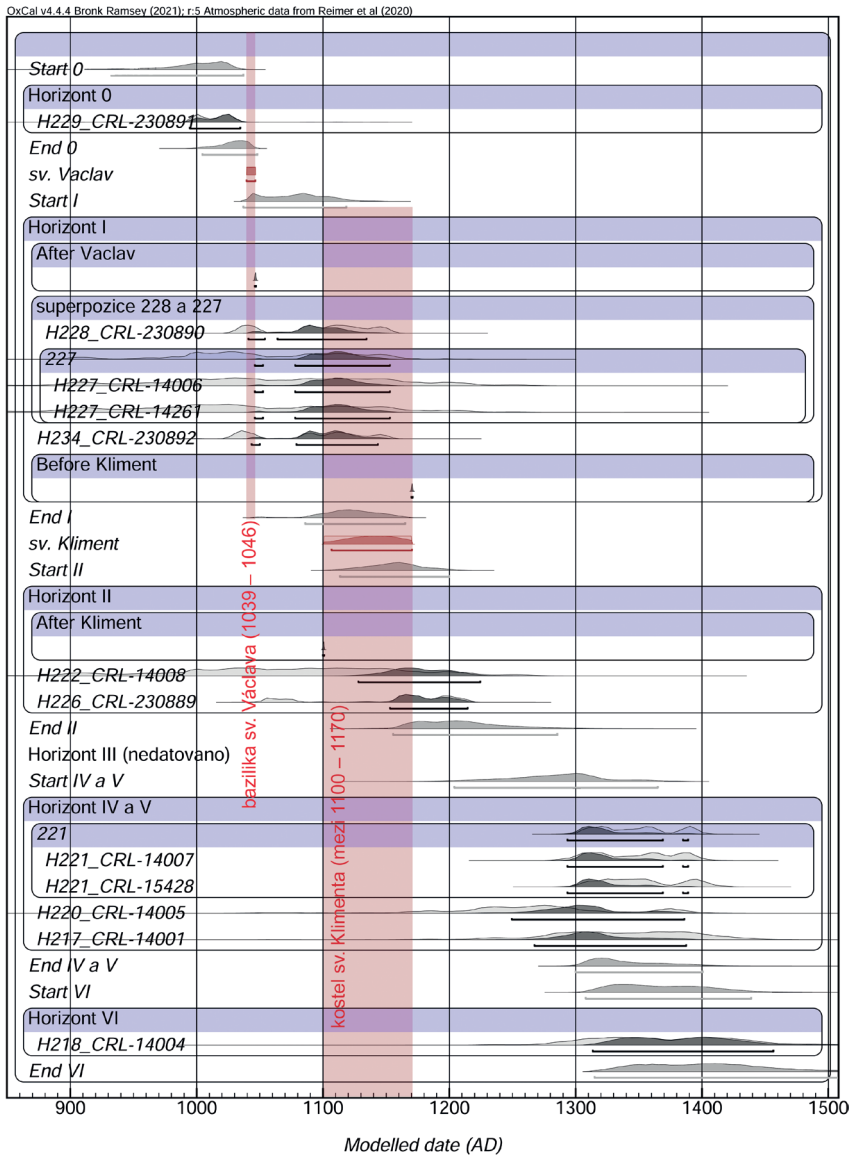 OxCal v4.4.4 Bronk Ramsey (2021); r:5 Atmospheric data from Reimer et al (2020)
Start 0
Horizont 0
H229_CRL-230891
End 0
sv. Vaclav
Start I
Horizont I
After Vaclav
superpozice 228 a 227
H228_CRL-230890
227
H227_CRL-14006
H227_CRL-14261
H234_CRL-230892
Before Kliment
End I
sv. Kliment
Start II
Horizont II
After Kliment
H222_CRL-14008
H226_CRL-230889
End II
Horizont III (nedatovano)
Start IV a V
Horizont IV a V
221
H221_CRL-14007
H221_CRL-15428
H220_CRL-14005
H217_CRL-14001
End IV a V
Start VI
Horizont VI
H218_CRL-14004
End VI
bazilika sv. Václava (1039 – 1046)
kostel sv. Klimenta (mezi 1100 – 1170)
900 1000 1100 1200 1300 1400 1500
Modelled date (AD)